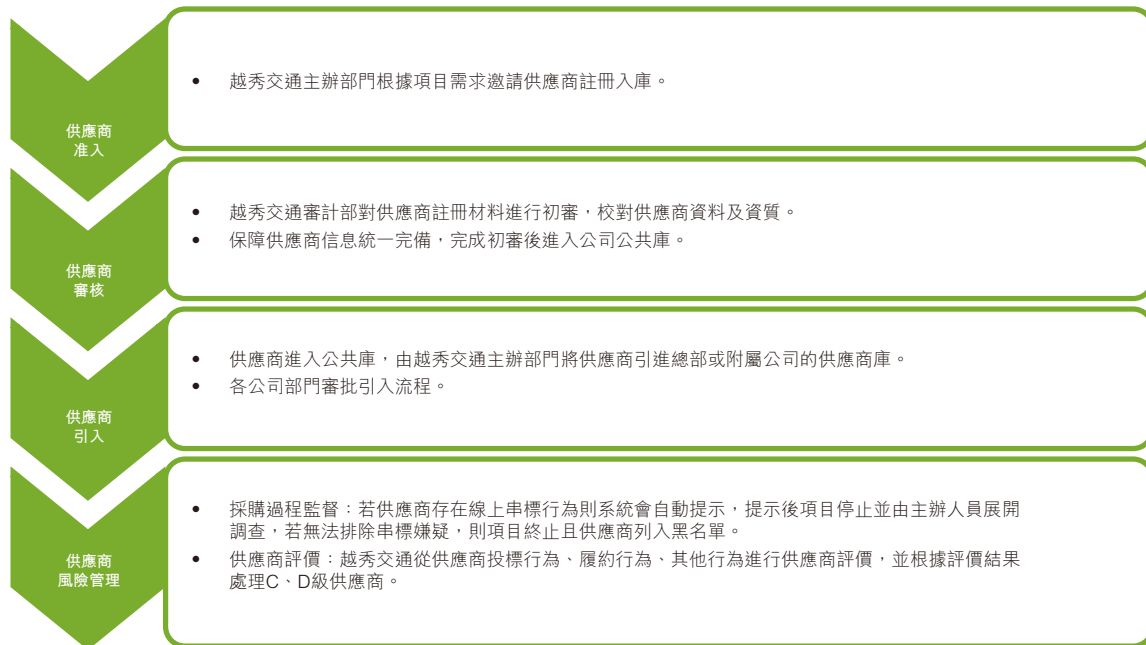 供應商
准入
• 越秀交通主辦部門根據項目需求邀請供應商註冊入庫。
供應商
審核
• 越秀交通審計部對供應商註冊材料進行初審，校對供應商資料及資質。
• 保障供應商信息統一完備，完成初審後進入公司公共庫。
供應商
引入
• 供應商進入公共庫，由越秀交通主辦部門將供應商引進總部或附屬公司的供應商庫。
• 各公司部門審批引入流程。
供應商
風險管理
• 採購過程監督：若供應商存在線上串標行為則系統會自動提示，提示後項目停止並由主辦人員展開
調查，若無法排除串標嫌疑，則項目終止且供應商列入黑名單。
• 供應商評價：越秀交通從供應商投標行為、履約行為、其他行為進行供應商評價，並根據評價結果
處理C、D級供應商。